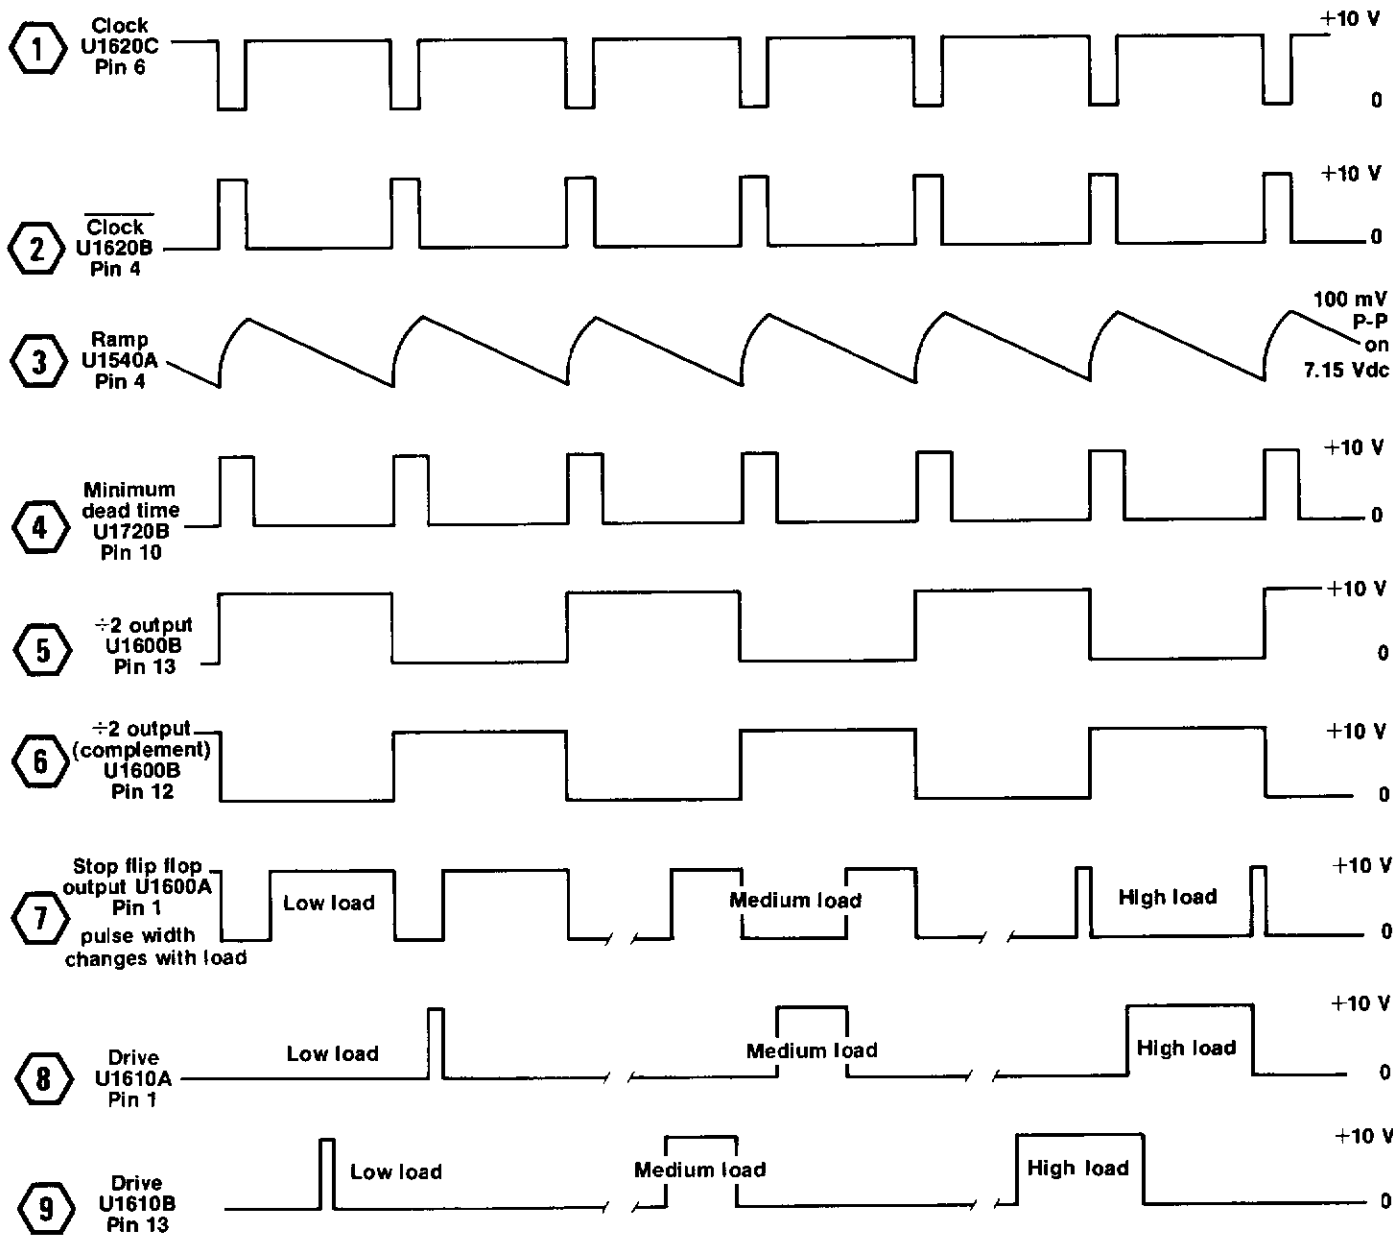 1
Clock
U1620C
Pin 6
+10 V
0
2
Clock
U1620B
Pin 4
+10 V
0
3
Ramp
U1540A
Pin 4
100 mV
P-P
on
7.15 Vdc
4
Minimum
dead time
U1720B
Pin 10
+10 V
0
5
÷2 output
U1600B
Pin 13
+10 V
0
6
÷2 output
(complement)
U1600B
Pin 12
+10 V
0
7
Stop flip flop
output U1600A
Pin 1
pulse width
changes with load
Low load
Medium load
High load
+10 V
0
8
Drive
U1610A
Pin 1
Low load
Medium load
High load
+10 V
0
9
Drive
U1610B
Pin 13
Low load
Medium load
High load
+10 V
0